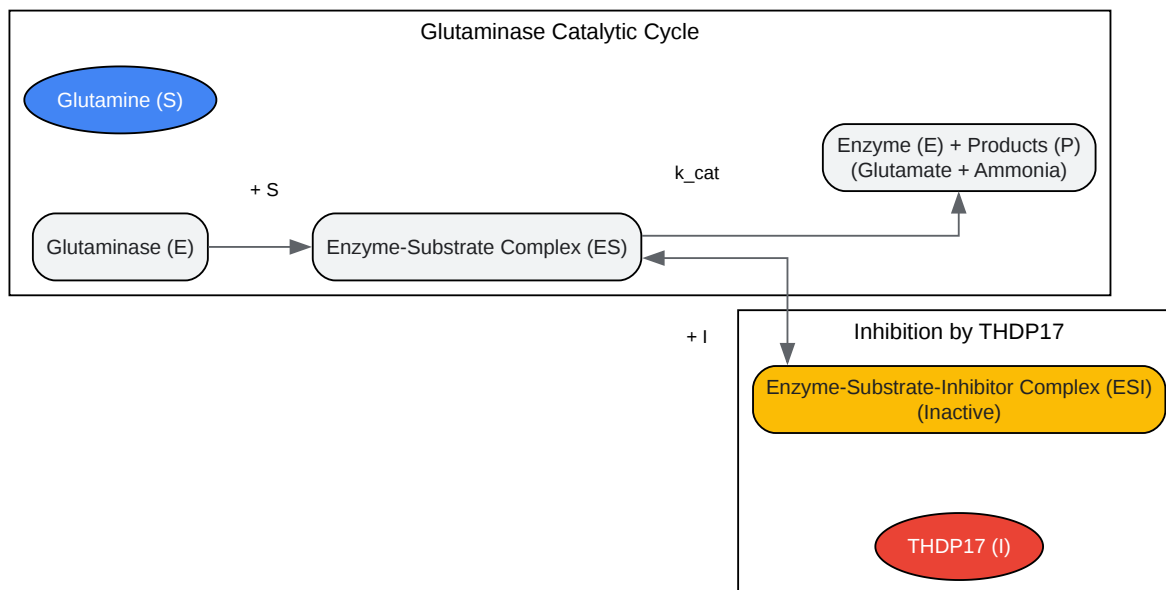 Glutaminase Catalytic Cycle
Glutamine (S)
Enzyme (E) + Products (P)
(Glutamate + Ammonia)
k_cat
+ S
Glutaminase (E)
Enzyme-Substrate Complex (ES)
+ I
Inhibition by THDP17
Enzyme-Substrate-Inhibitor Complex (ESI)
(Inactive)
THDP17 (I)